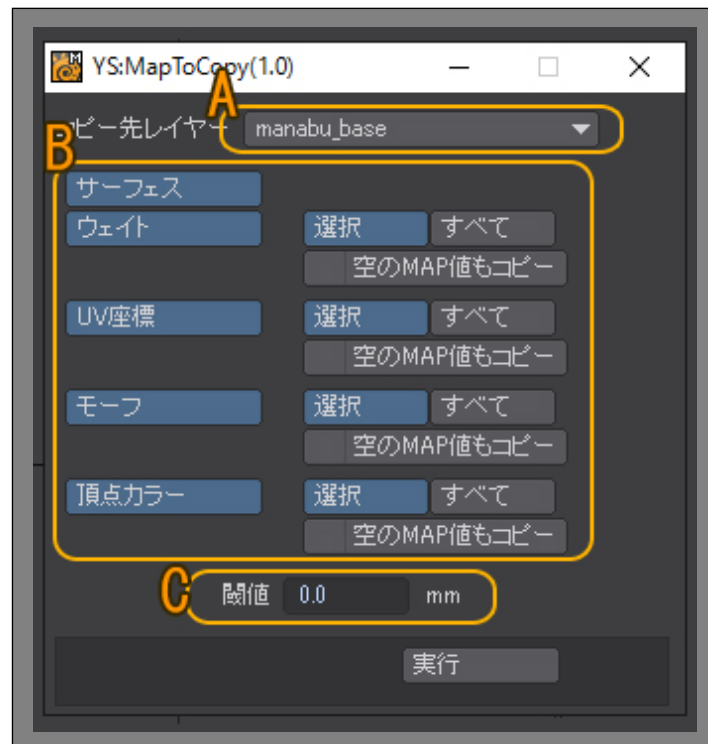 YS:MapToCopy(1.0)
A
ピー先レイヤー manabu_base
B
サーフェス
ウェイト 選択 すべて
空のMAP値もコピー
UV座標 選択 すべて
空のMAP値もコピー
モーフ 選択 すべて
空のMAP値もコピー
頂点カラー 選択 すべて
空のMAP値もコピー
C 閾値 0.0 mm
実行